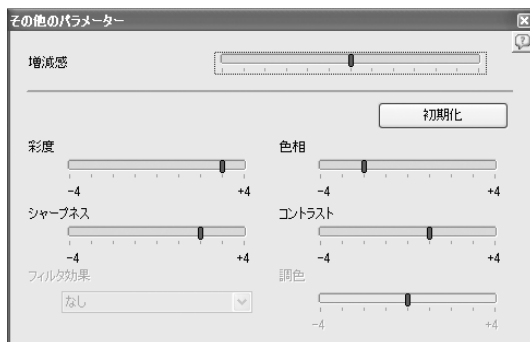 その他のパラメーター
増減感
初期化
彩度
色相
-4 +4
-4 +4
シャープネス
コントラスト
-4 +4
-4 +4
フィルタ効果
調色
なし
-4 +4